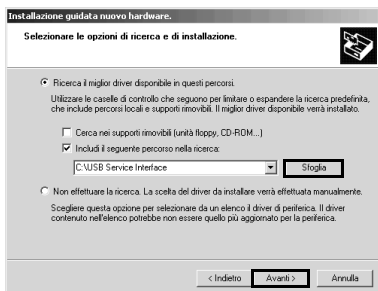 Installazione guidata nuovo hardware.
Selezionare le opzioni di ricerca e di installazione.
Ricerca il miglior driver disponibile in questi percorsi.
Utilizzare le caselle di controllo che seguono per limitare o espandere la ricerca predefinita,
che include percorsi locali e supporti rimovibili. Il miglior driver disponibile verrà installato.
Cerca nei supporti rimovibili (unità floppy, CD-ROM...)
Includi il seguente percorso nella ricerca:
C:\USB Service Interface Sfoglia
Non effettuare la ricerca. La scelta del driver da installare verrà effettuata manualmente.
Scegliere questa opzione per selezionare da un elenco il driver di periferica. Il driver
contenuto nell'elenco potrebbe non essere quello più aggiornato per la periferica.
< Indietro Avanti > Annulla